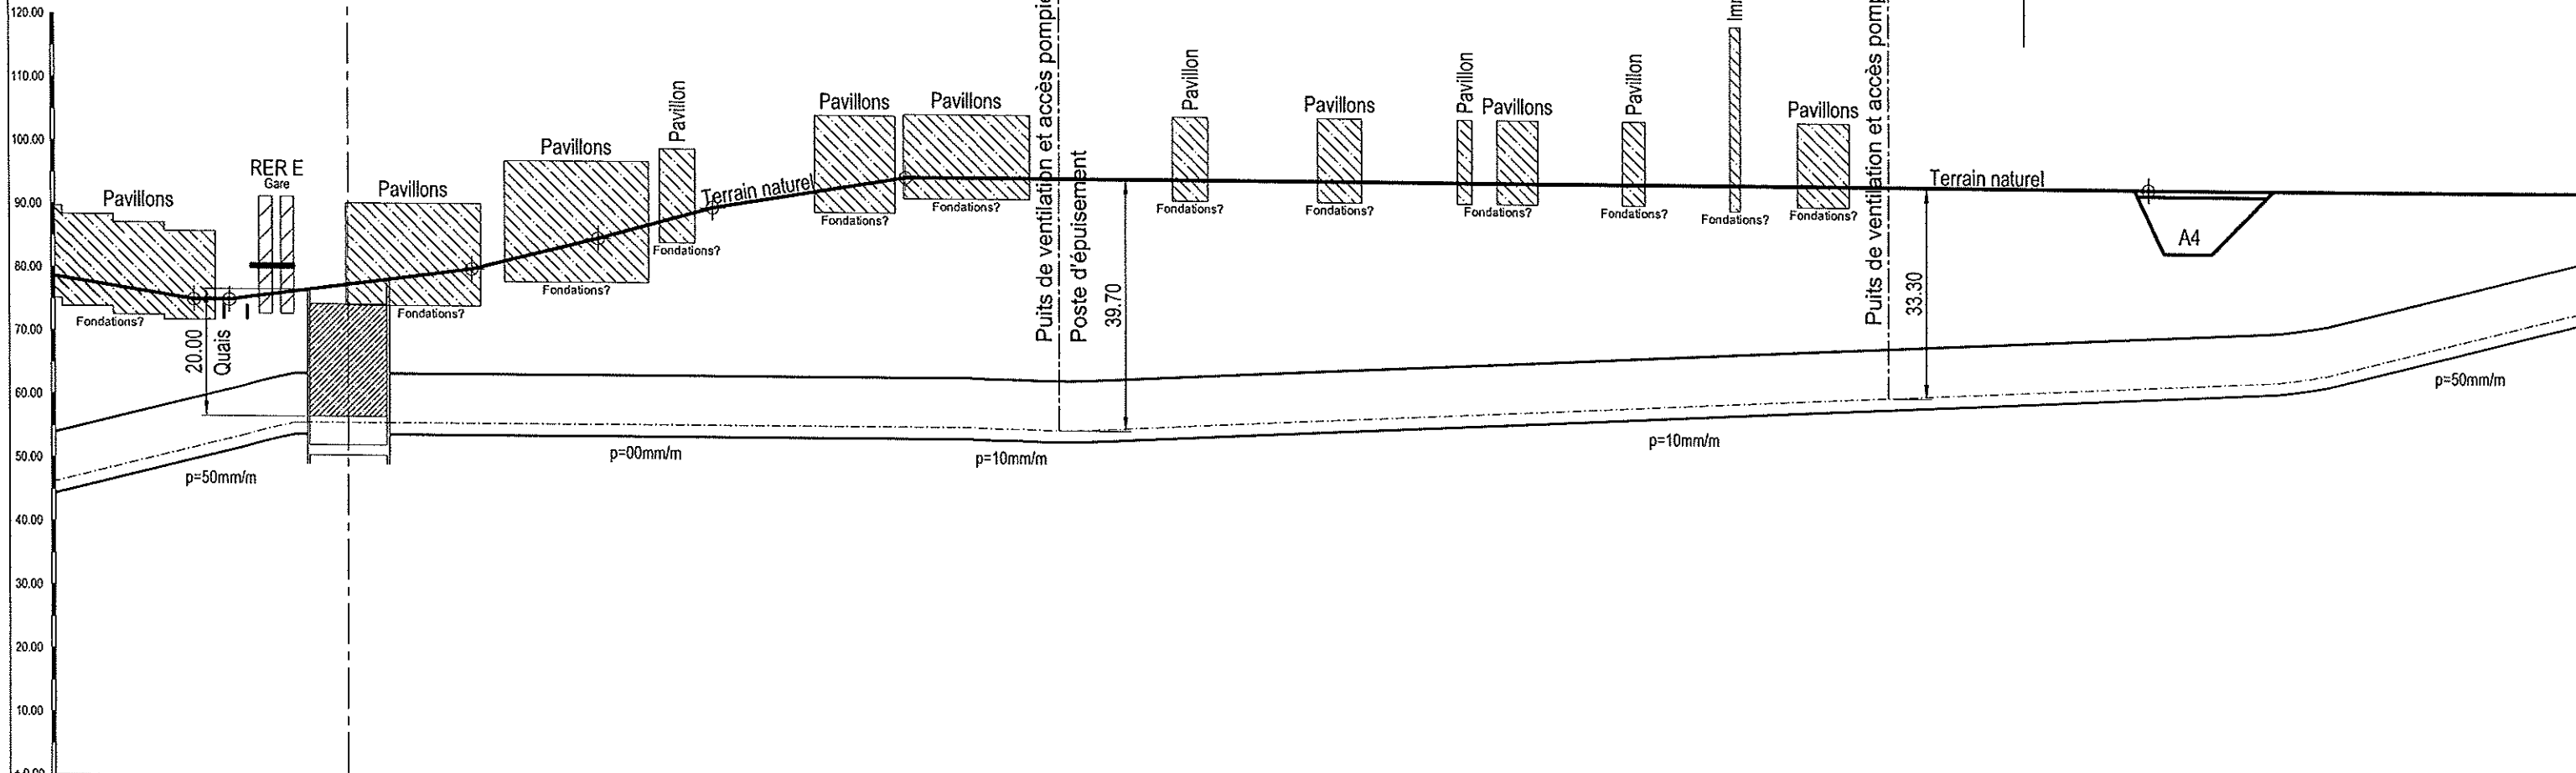 120.00
110.00
100.00
90.00
80.00
70.00
60.00
50.00
40.00
30.00
20.00
10.00
Pavillons
Fondations?
RER E
Gare
20.00
Quais
Pavillons
Fondations?
Pavillons
Fondations?
Pavillon
Fondations?
Terrain naturel
Pavillons
Fondations?
Pavillons
Fondations?
Puits de ventilation et accès
Poste d'épuisement
39.70
Pavillon
Fondations?
Pavillons
Fondations?
Pavillon
Pavillons
Fondations?
Pavillon
Fondations?
Fondations?
Pavillons
Fondations?
Puits de ventilation et accès
33.30
Terrain naturel
A4
p=50mm/m
p=00mm/m
p=10mm/m
p=10mm/m
p=50mm/m